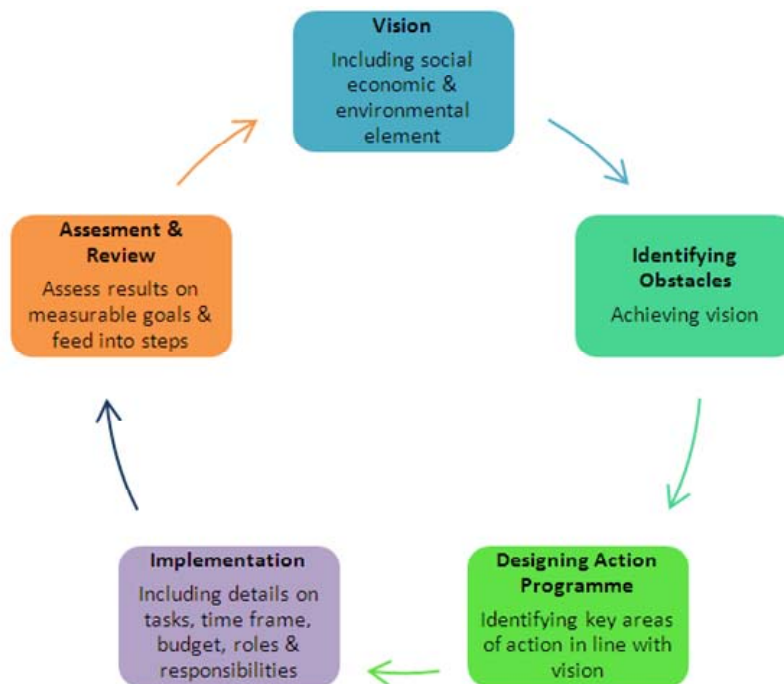 Vision
Including social
economic &
environmental
element
Identifying
Obstacles
Achieving vision
Designing Action
Programme
Identifying key areas
of action in line with
vision
Implementation
Including details on
tasks, time frame,
budget, roles &
responsibilities
Assesment &
Review
Assess results on
measurable goals &
feed into steps